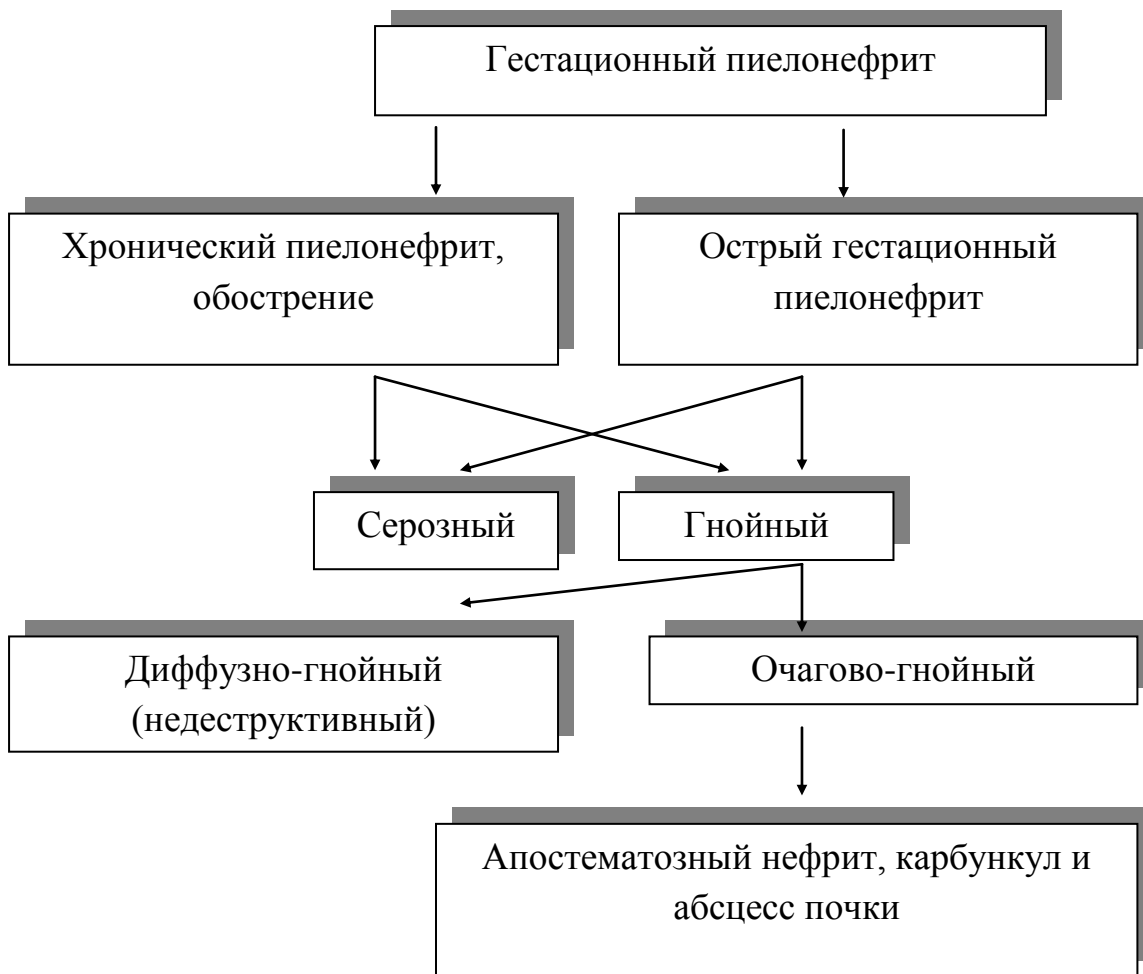 Гестационный пиелонефрит
Хронический пиелонефрит,
обострение
Острый гестационный
пиелонефрит
Серозный
Гнойный
Диффузно-гнойный
(недеструктивный)
Очагово-гнойный
Апостематозный нефрит, карбункул и
абсцесс почки